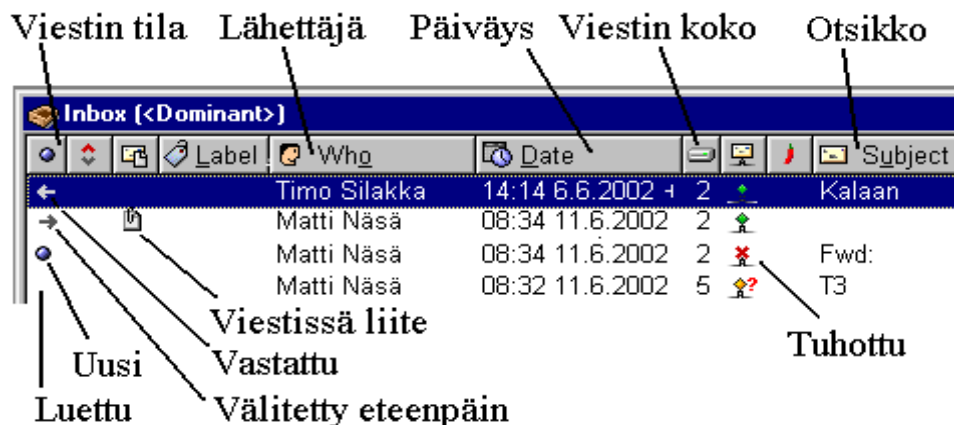 Viestin tila Lähettäjä Päiväys Viestin koko Otsikko
Inbox (<Dominant>)
Label Who Date Subject
Timo Silakka 14:14 6.6.2002 2 Kalaan
Matti Näsä 08:34 11.6.2002 2
Matti Näsä 08:34 11.6.2002 2 Fwd:
Matti Näsä 08:32 11.6.2002 5 ? T3
Viestissä liite
Tuhottu
Uusi Vastattu
Luettu Välitetty eteenpäin